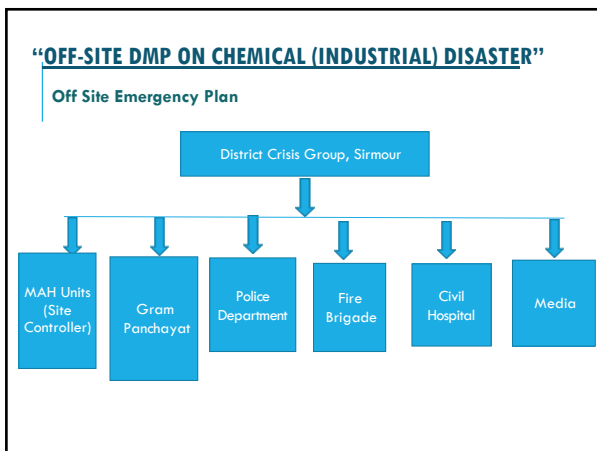 “OFF-SITE DMP ON CHEMICAL (INDUSTRIAL) DISASTER”
Off Site Emergency Plan
District Crisis Group, Sirmour
MAH Units
(Site
Controller)
Gram
Panchayat
Police
Department
Fire
Brigade
Civil
Hospital
Media